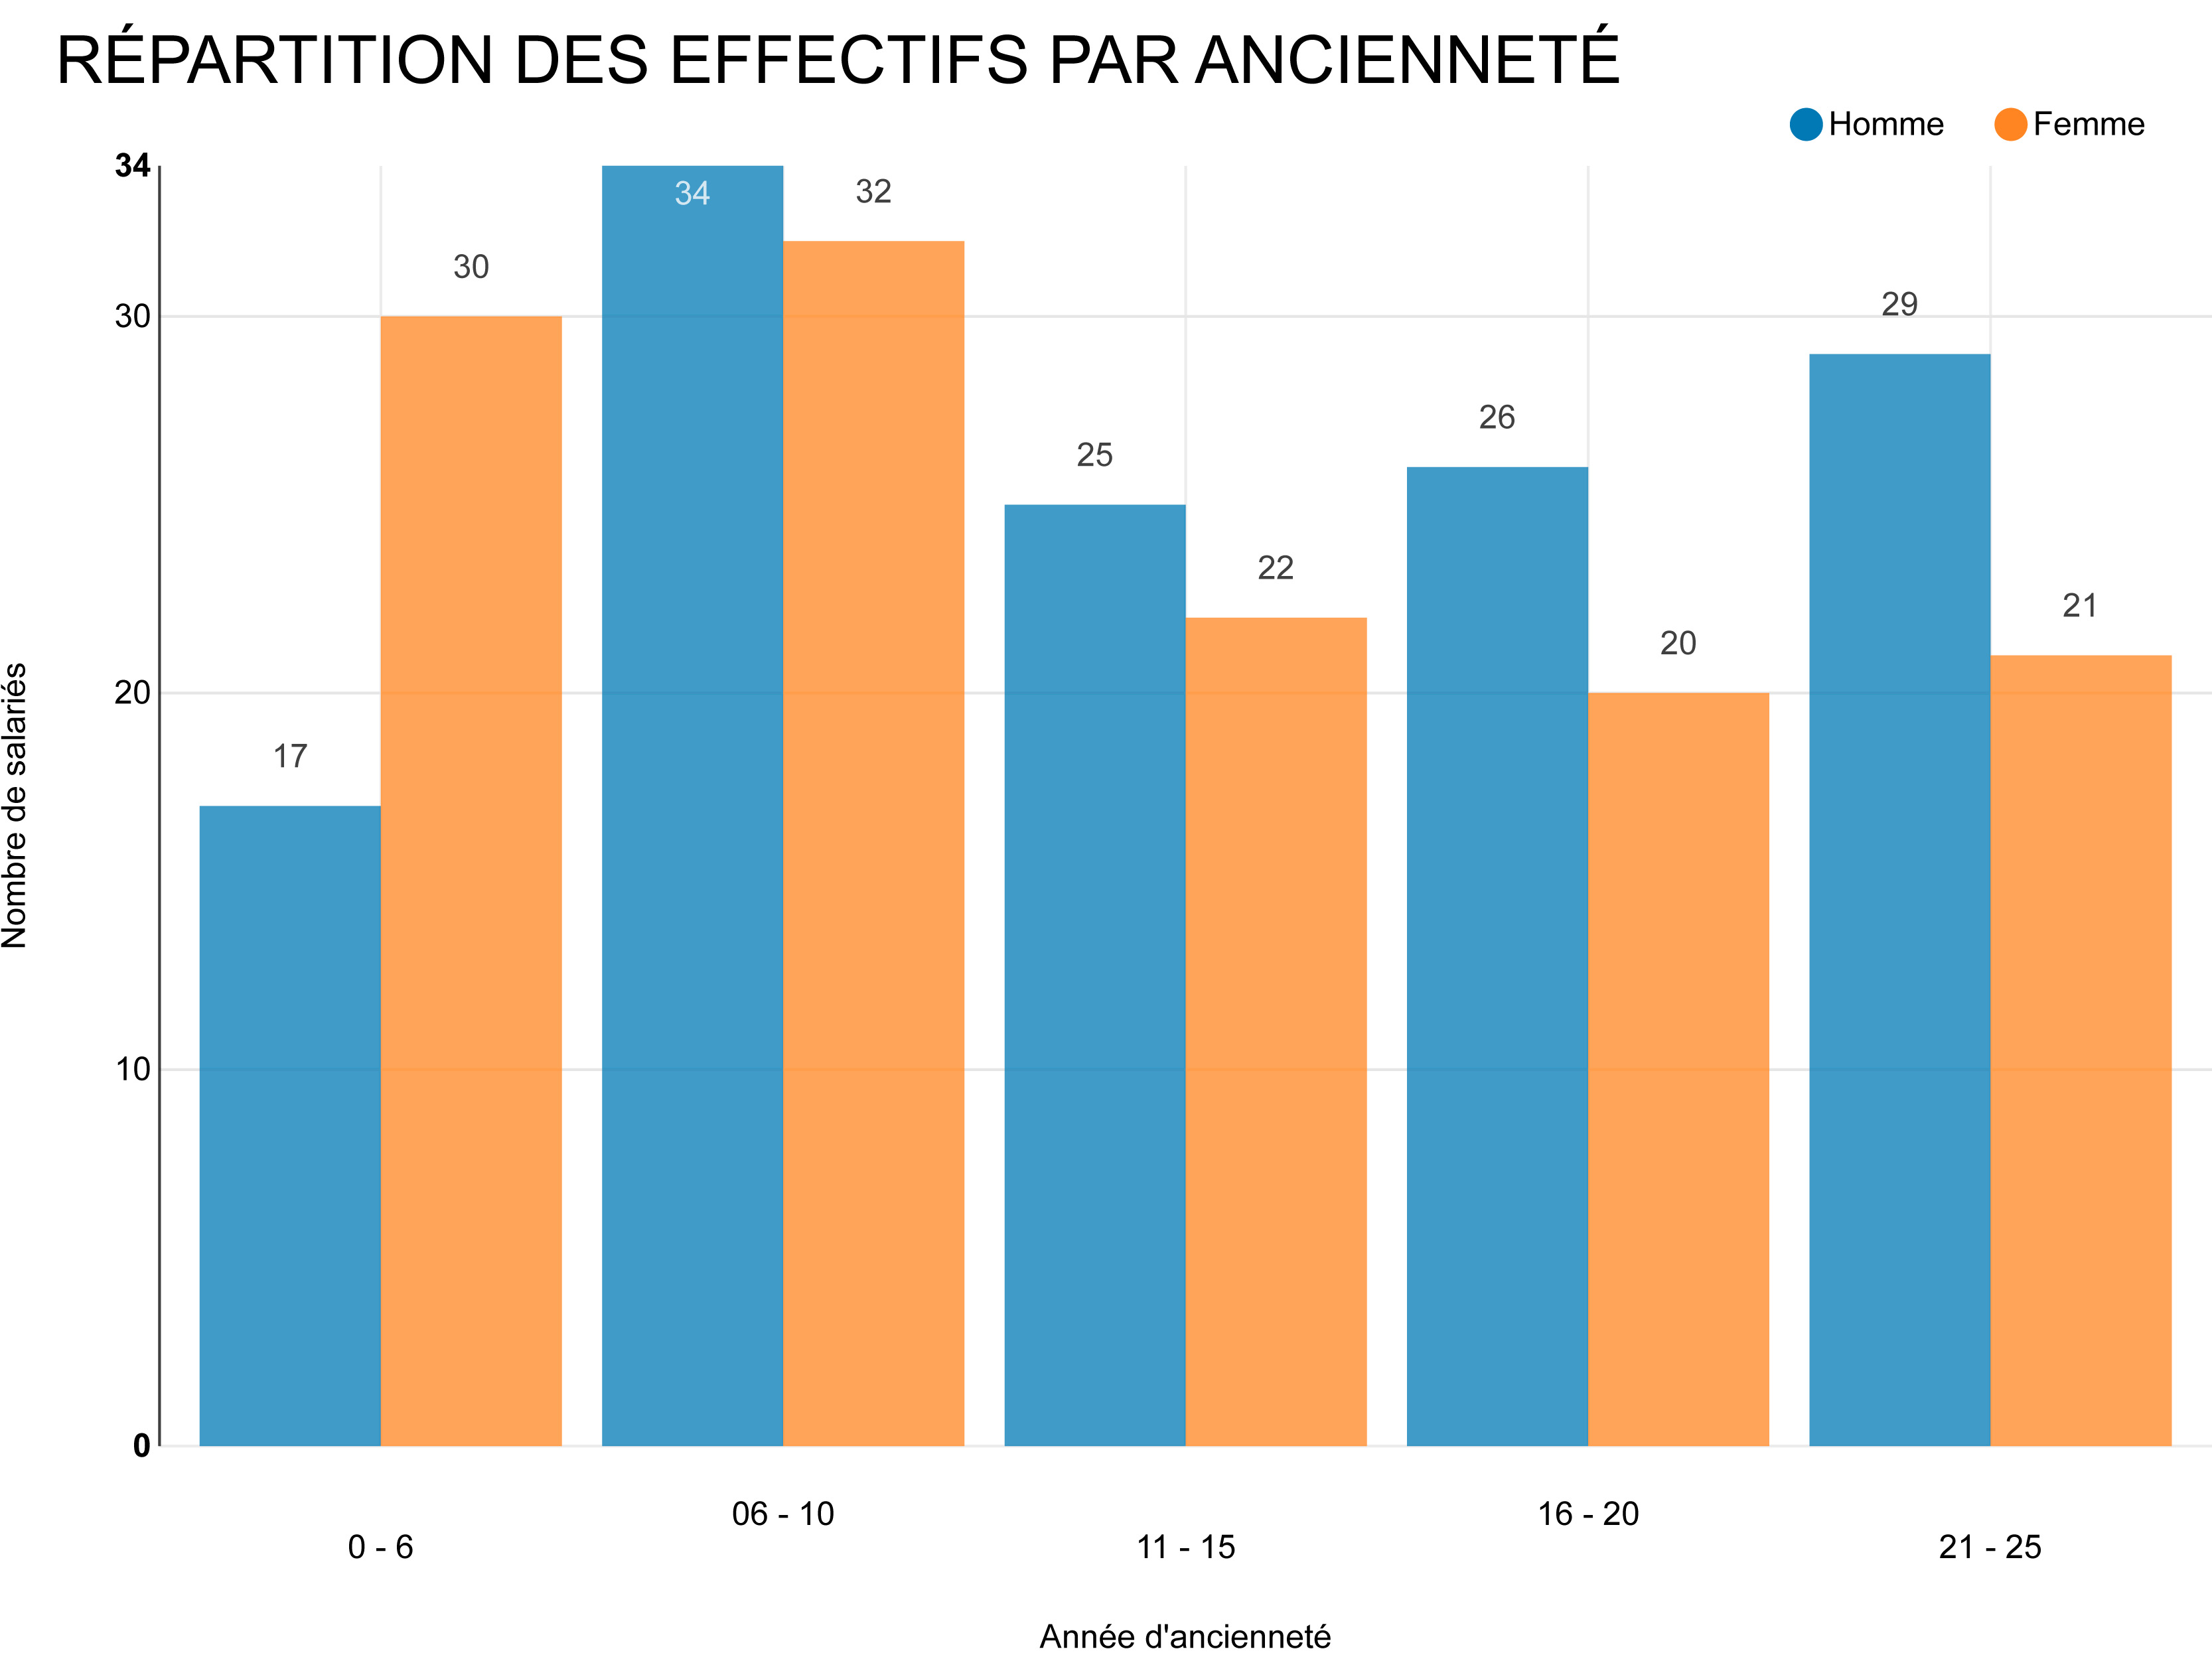 RÉPARTITION DES EFFECTIFS PAR ANCIENNETÉ
Homme Femme
34
30
20
10
0
Nombre de salariés
17
30
34
32
25
22
26
20
29
21
0 - 6
06 - 10
11 - 15
16 - 20
21 - 25
Année d'ancienneté